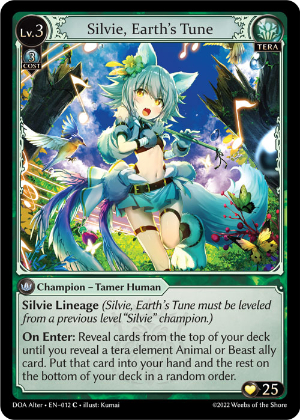 Lv.3
Silvie, Earth's Tune
TERA
3
COST
Champion – Tamer Human
Silvie Lineage (Silvie, Earth's Tune must be leveled
from a previous level "Silvie" champion.)
On Enter: Reveal cards from the top of your deck
until you reveal a tera element Animal or Beast ally
card. Put that card into your hand and the rest on
the bottom of your deck in a random order.
25
DOA Alter • EN-012 C • illust: Kumai
©2022 Weebs of the Shore